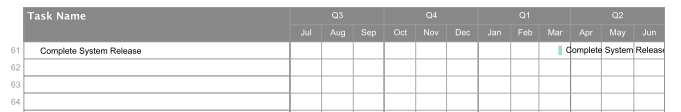 Task Name Q3 Q4 Q1 Q2
Jul Aug Sep Oct Nov Dec Jan Feb Mar Apr May Jun
61 Complete System Release Complete System Release
62
63
64